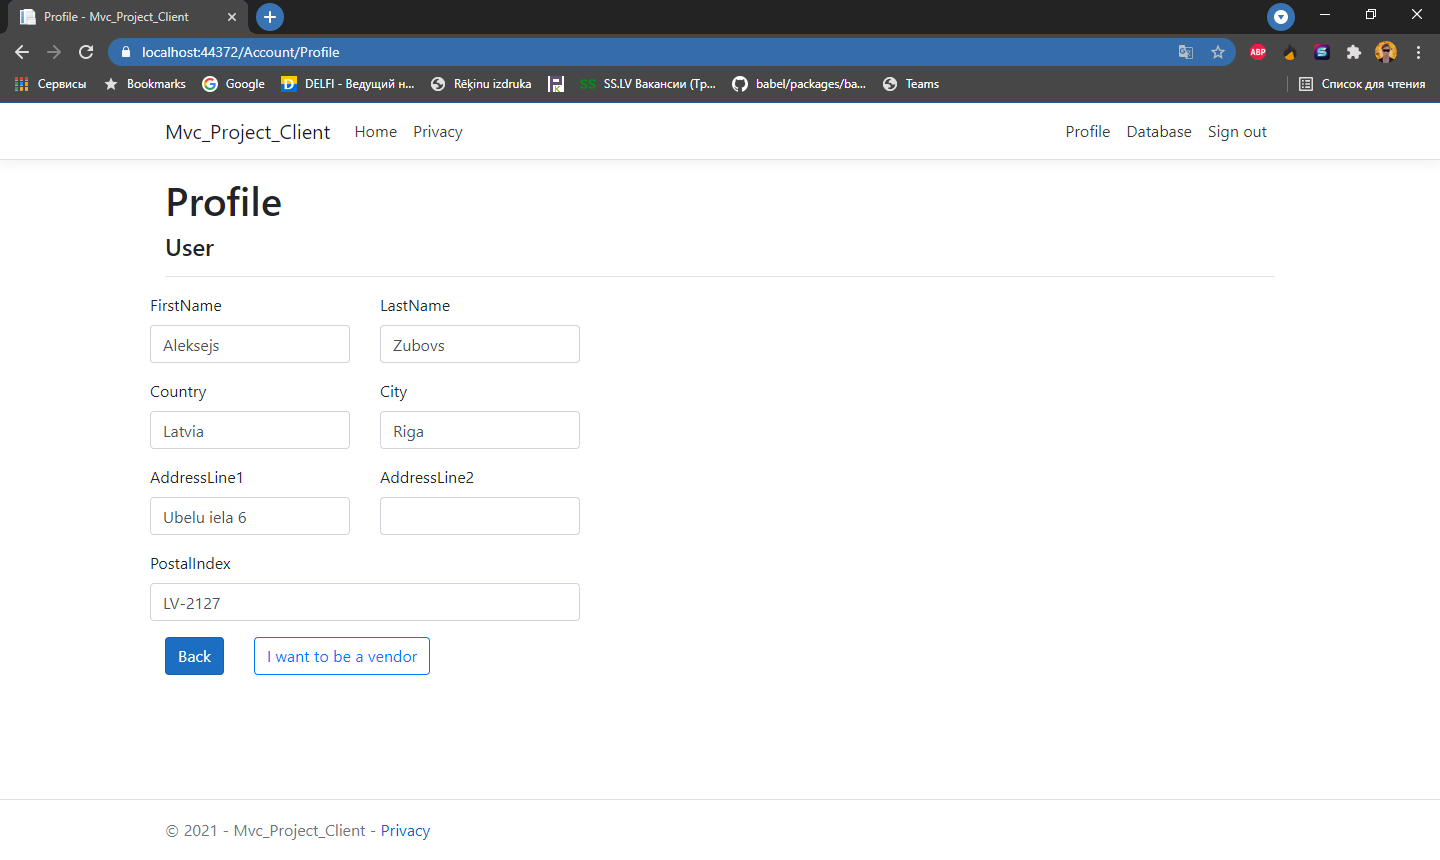 Profile - Mvc_Project_Client
localhost:44372/Account/Profile
ABP
S
Сервисы Bookmarks Google DELFI - Ведущий н... Rēķinu izdruka SS SS.LV Вакансии (Тр... babel/packages/ba... Teams Список для чтения
Mvc_Project_Client Home Privacy Profile Database Sign out
Profile
User
FirstName LastName
Aleksejs Zubovs
Country City
Latvia Riga
AddressLine1 AddressLine2
Ubelu iela 6
PostalIndex
LV-2127
Back I want to be a vendor
© 2021 - Mvc_Project_Client - Privacy